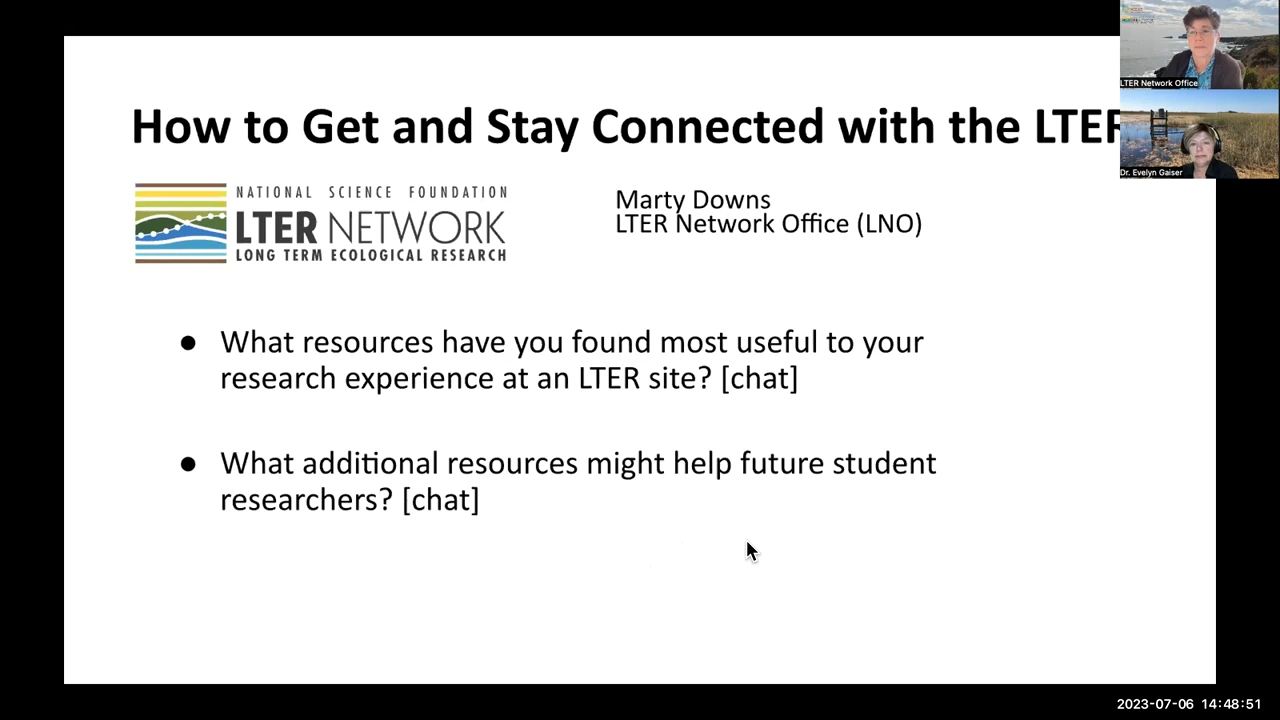 How to Get and Stay Connected with the LTER
NATIONAL SCIENCE FOUNDATION
LTER NETWORK
LONG TERM ECOLOGICAL RESEARCH
Marty Downs
LTER Network Office (LNO)
● What resources have you found most useful to your
research experience at an LTER site? [chat]
● What additional resources might help future student
researchers? [chat]
LTER Network Office
Dr. Evelyn Gaiser
2023-07-06 14:48:51